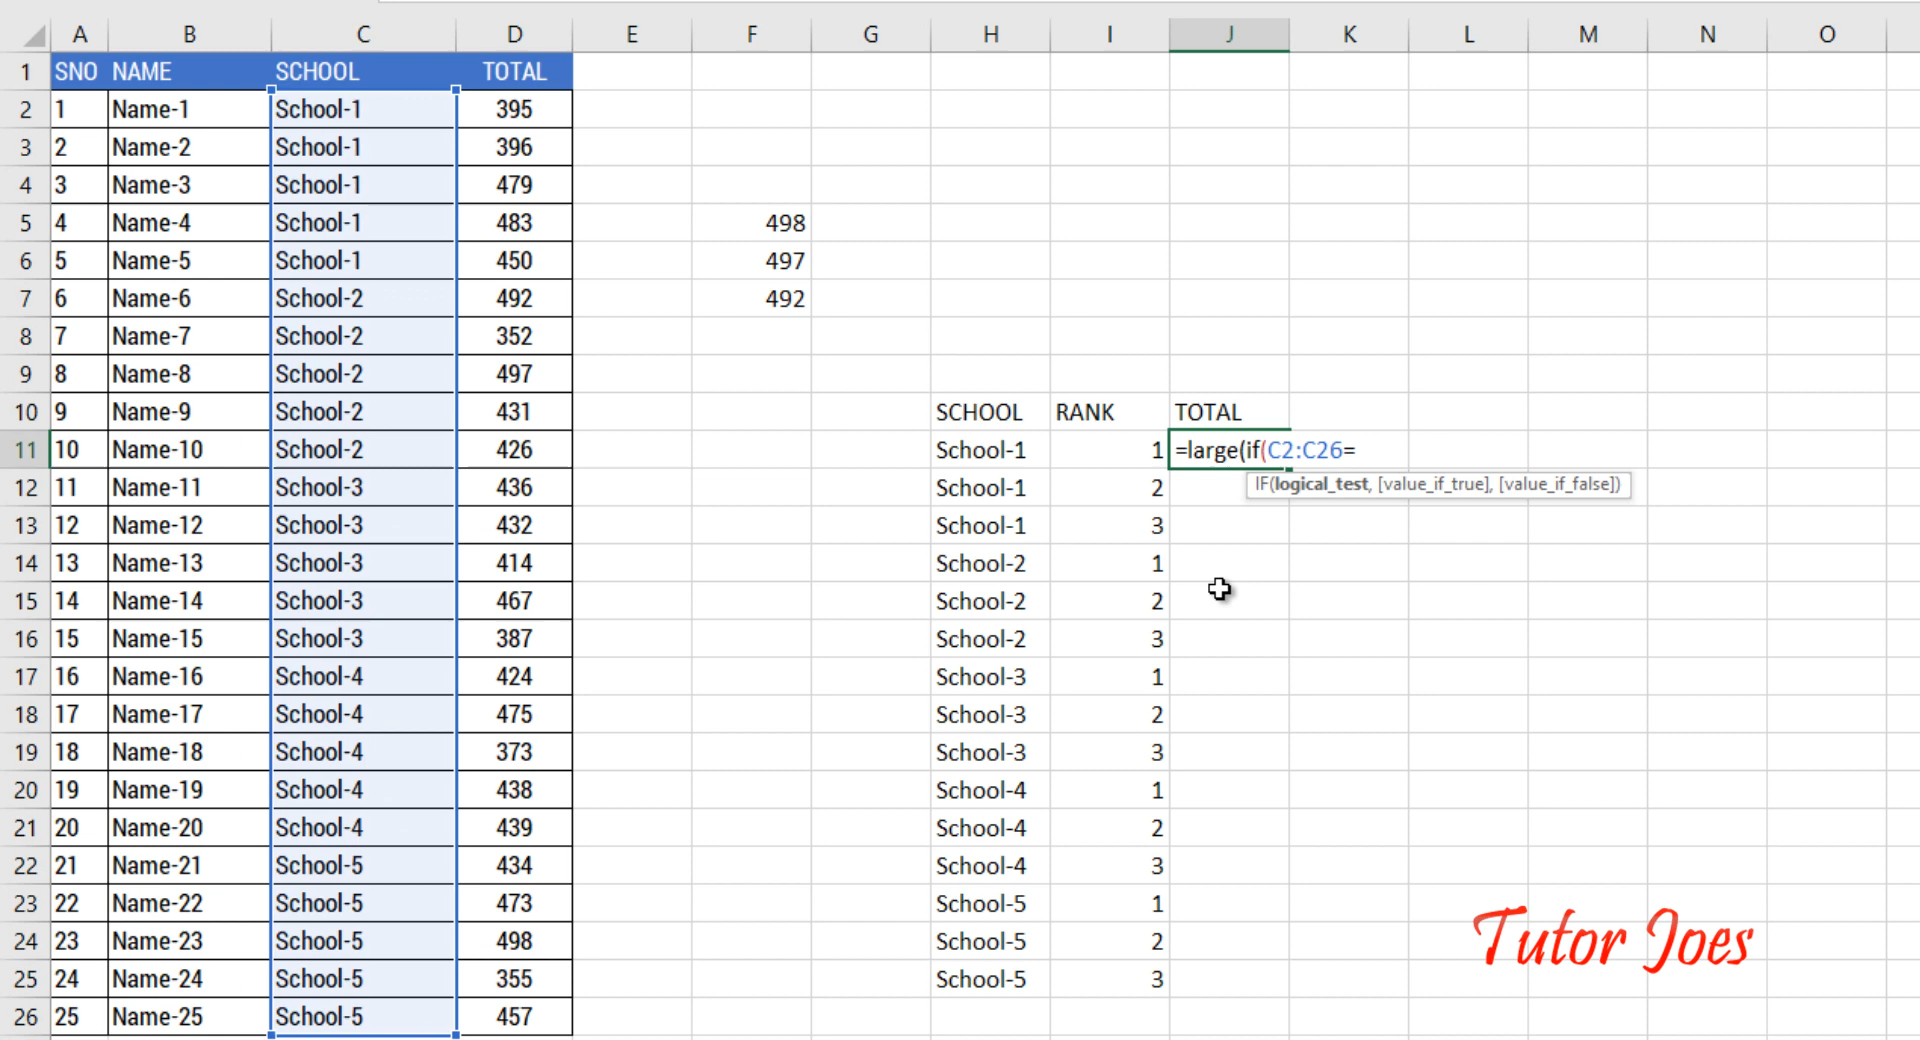 A B C D E F G H I J K L M N O
1 SNO NAME SCHOOL TOTAL
2 1 Name-1 School-1 395
3 2 Name-2 School-1 396
4 3 Name-3 School-1 479
5 4 Name-4 School-1 483 498
6 5 Name-5 School-1 450 497
7 6 Name-6 School-2 492 492
8 7 Name-7 School-2 352
9 8 Name-8 School-2 497
10 9 Name-9 School-2 431 SCHOOL RANK TOTAL
11 10 Name-10 School-2 426 School-1 1 =large(if(C2:C26=
IF(logical_test, [value_if_true], [value_if_false])
12 11 Name-11 School-3 436 School-1 2
13 12 Name-12 School-3 432 School-1 3
14 13 Name-13 School-3 414 School-2 1
15 14 Name-14 School-3 467 School-2 2
16 15 Name-15 School-3 387 School-2 3
17 16 Name-16 School-4 424 School-3 1
18 17 Name-17 School-4 475 School-3 2
19 18 Name-18 School-4 373 School-3 3
20 19 Name-19 School-4 438 School-4 1
21 20 Name-20 School-4 439 School-4 2
22 21 Name-21 School-5 434 School-4 3
23 22 Name-22 School-5 473 School-5 1
24 23 Name-23 School-5 498 School-5 2
25 24 Name-24 School-5 355 School-5 3
26 25 Name-25 School-5 457
Tutor Joes